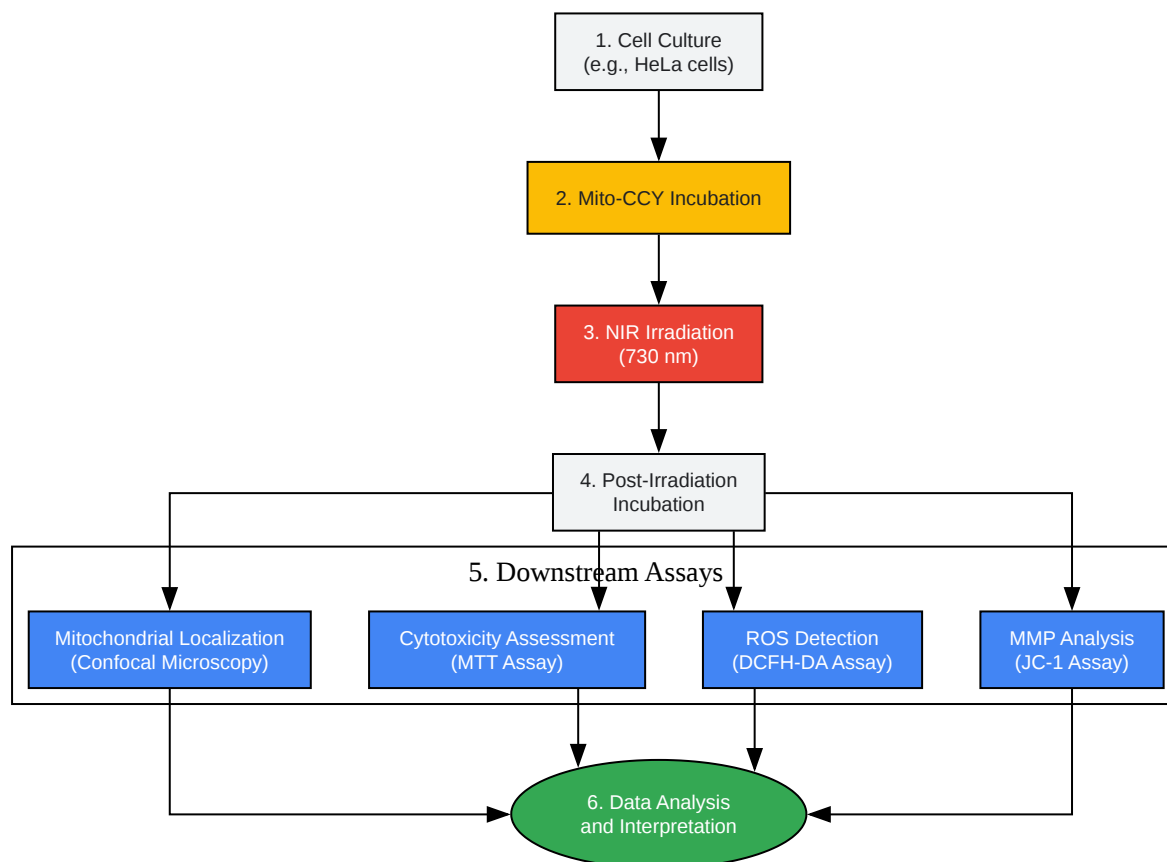 1. Cell Culture
(e.g., HeLa cells)
2. Mito-CCY Incubation
3. NIR Irradiation
(730 nm)
4. Post-Irradiation
Incubation
5. Downstream Assays
Mitochondrial Localization
(Confocal Microscopy)
Cytotoxicity Assessment
(MTT Assay)
ROS Detection
(DCFH-DA Assay)
MMP Analysis
(JC-1 Assay)
6. Data Analysis
and Interpretation